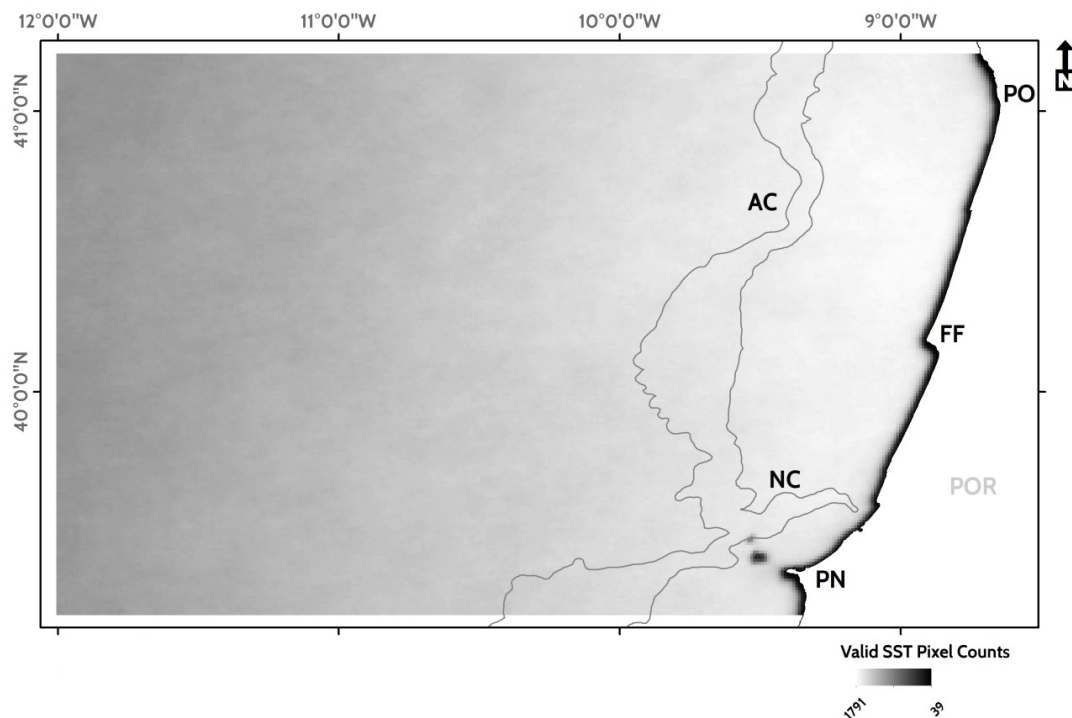 12°0'0"W 11°0'0"W 10°0'0"W 9°0'0"W
N
41°0'0"N
PO
AC
FF
40°0'0"N
NC
POR
PN
Valid SST Pixel Counts
1791 39